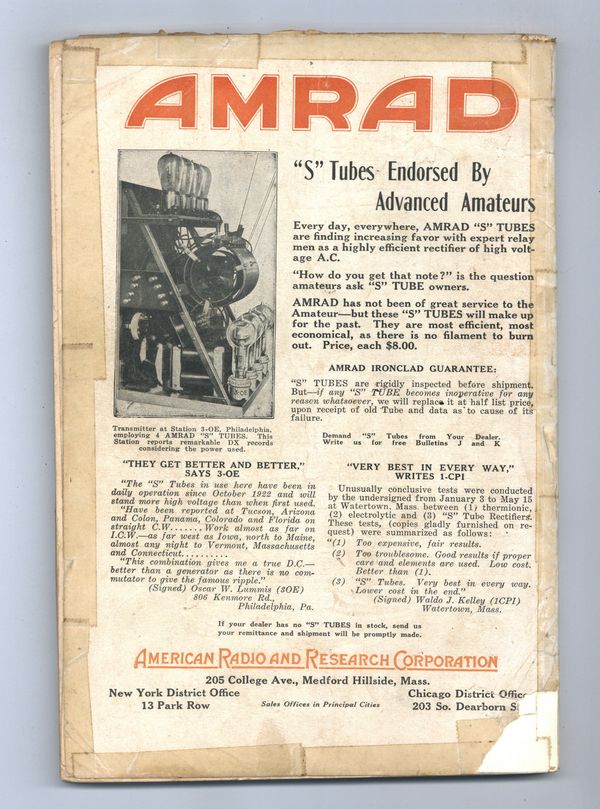 AMRAD
"S" Tubes Endorsed By
Advanced Amateurs
Every day, everywhere, AMRAD "S" TUBES
are finding increasing favor with expert relay
men as a highly efficient rectifier of high volt-
age A.C.
"How do you get that note?" is the question
amateurs ask "S" TUBE owners.
AMRAD has not been of great service to the
Amateur—but these "S" TUBES will make up
for the past. They are most efficient, most
economical, as there is no filament to burn
out. Price, each $8.00.
AMRAD IRONCLAD GUARANTEE:
"S" TUBES are rigidly inspected before shipment.
But—if any "S" TUBE becomes inoperative for any
reason whatsoever, we will replace it at half list price,
upon receipt of old Tube and data as to cause of its
failure.
Demand "S" Tubes from Your Dealer.
Write us for free Bulletins J and K
3-OE
Transmitter at Station 3-OE, Philadelphia,
employing 4 AMRAD "S" TUBES. This
Station reports remarkable DX records
considering the power used.
"THEY GET BETTER AND BETTER,"
SAYS 3-OE
"The "S" Tubes in use here have been in
daily operation since October 1922 and will
stand more high voltage than when first used.
"Have been reported at Tucson, Arizona
and Colon, Panama, Colorado and Florida on
straight C.W.......Work almost as far on
I.C.W.—as far west as Iowa, north to Maine,
almost any night to Vermont, Massachusetts
and Connecticut..........
"This combination gives me a true D.C.—
better than a generator as there is no com-
mutator to give the famous ripple."
(Signed) Oscar W. Lummis (3OE)
806 Kenmore Rd.,
Philadelphia, Pa.
"VERY BEST IN EVERY WAY,"
WRITES 1-CPI
Unusually conclusive tests were conducted
by the undersigned from January 3 to May 15
at Watertown, Mass. between (1) thermionic,
(2) electrolytic and (3) "S" Tube Rectifiers.
These tests, (copies gladly furnished on re-
quest) were summarized as follows:
"(1) Too expensive, fair results.
(2) Too troublesome. Good results if proper
care and elements are used. Low cost.
Better than (1).
(3) "S" Tubes. Very best in every way.
Lower cost in the end."
(Signed) Waldo J. Kelley (1CPI)
Watertown, Mass.
If your dealer has no "S" TUBES in stock, send us
your remittance and shipment will be promptly made.
AMERICAN RADIO AND RESEARCH CORPORATION
205 College Ave., Medford Hillside, Mass.
New York District Office
13 Park Row
Sales Offices in Principal Cities
Chicago District Office
203 So. Dearborn